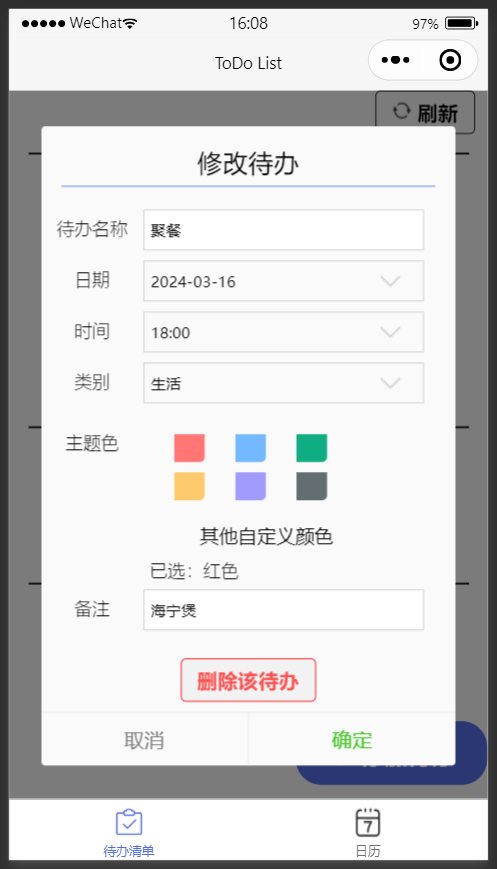 WeChat 16:08 97%
ToDo List
刷新
修改待办
待办名称 聚餐
日期 2024-03-16
时间 18:00
类别 生活
主题色
其他自定义颜色
已选：红色
备注 海宁煲
删除该待办
取消 确定
待办清单 7 日历